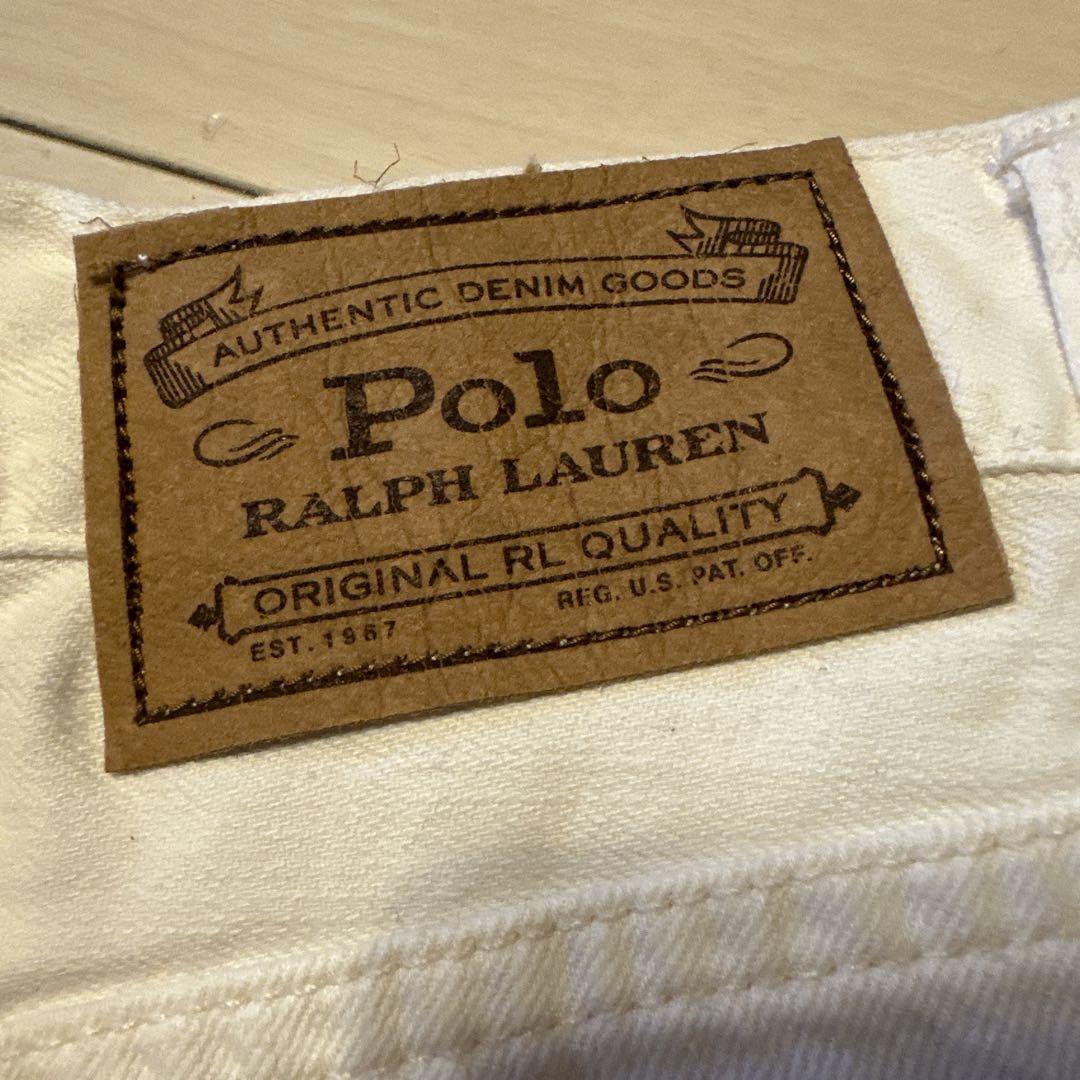 AUTHENTIC DENIM GOODS
Polo
RALPH LAUREN
ORIGINAL RL QUALITY
EST. 1967
REG. U.S. PAT. OFF.